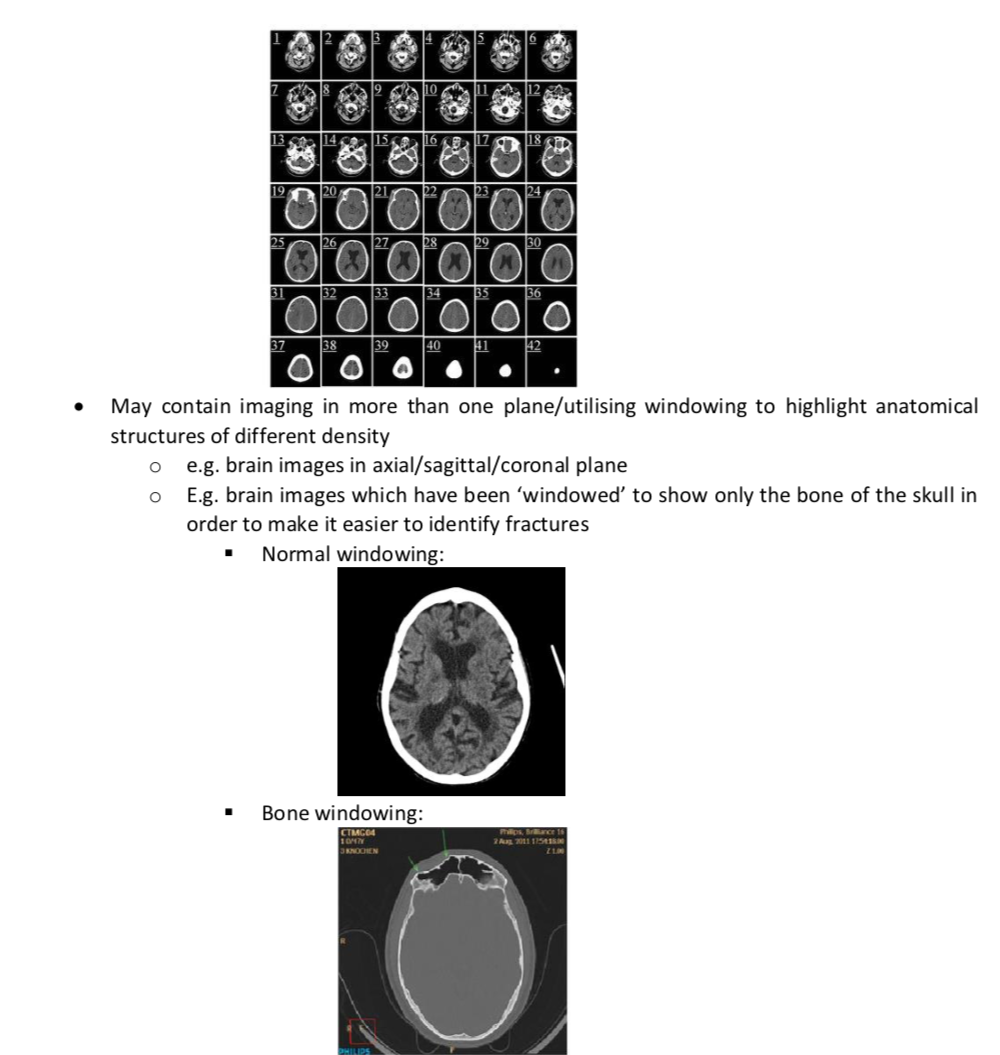 1 2 3 4 5 6
7 8 9 10 11 12
13 14 15 16 17 18
19 20 21 22 23 24
25 26 27 28 29 30
31 32 33 34 35 36
37 38 39 40 41 42
• May contain imaging in more than one plane/utilising windowing to highlight anatomical
structures of different density
o e.g. brain images in axial/sagittal/coronal plane
o E.g. brain images which have been ‘windowed’ to show only the bone of the skull in
order to make it easier to identify fractures
▪ Normal windowing:
▪ Bone windowing:
CTMG04
Philips, Brilliance 16
2 Aug, 2011
KNOCHEN
Z 1.00
R
R
PHILIPS